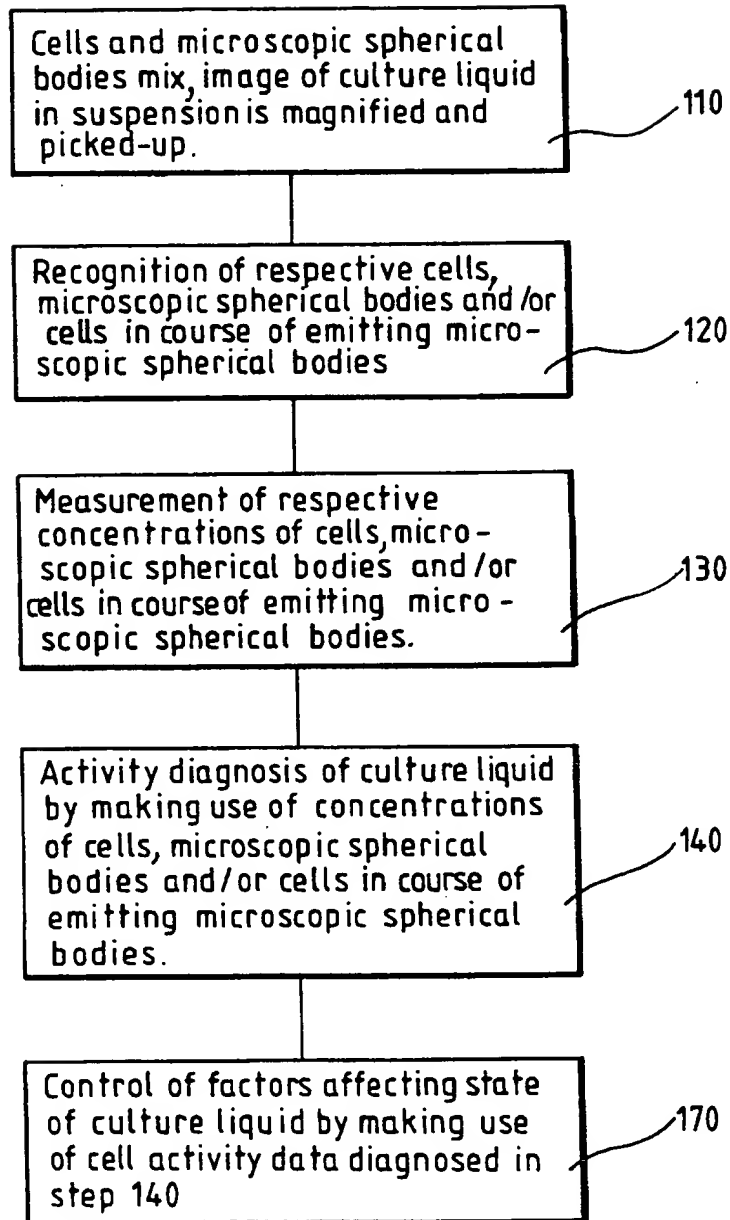 Cells and microscopic spherical
bodies mix, image of culture liquid
in suspension is magnified and
picked-up.
110
Recognition of respective cells,
microscopic spherical bodies and/or
cells in course of emitting micro-
scopic spherical bodies
120
Measurement of respective
concentrations of cells, micro-
scopic spherical bodies and/or
cells in course of emitting micro-
scopic spherical bodies.
130
Activity diagnosis of culture liquid
by making use of concentrations
of cells, microscopic spherical
bodies and/or cells in course of
emitting microscopic spherical
bodies.
140
Control of factors affecting state
of culture liquid by making use
of cell activity data diagnosed in
step 140
170